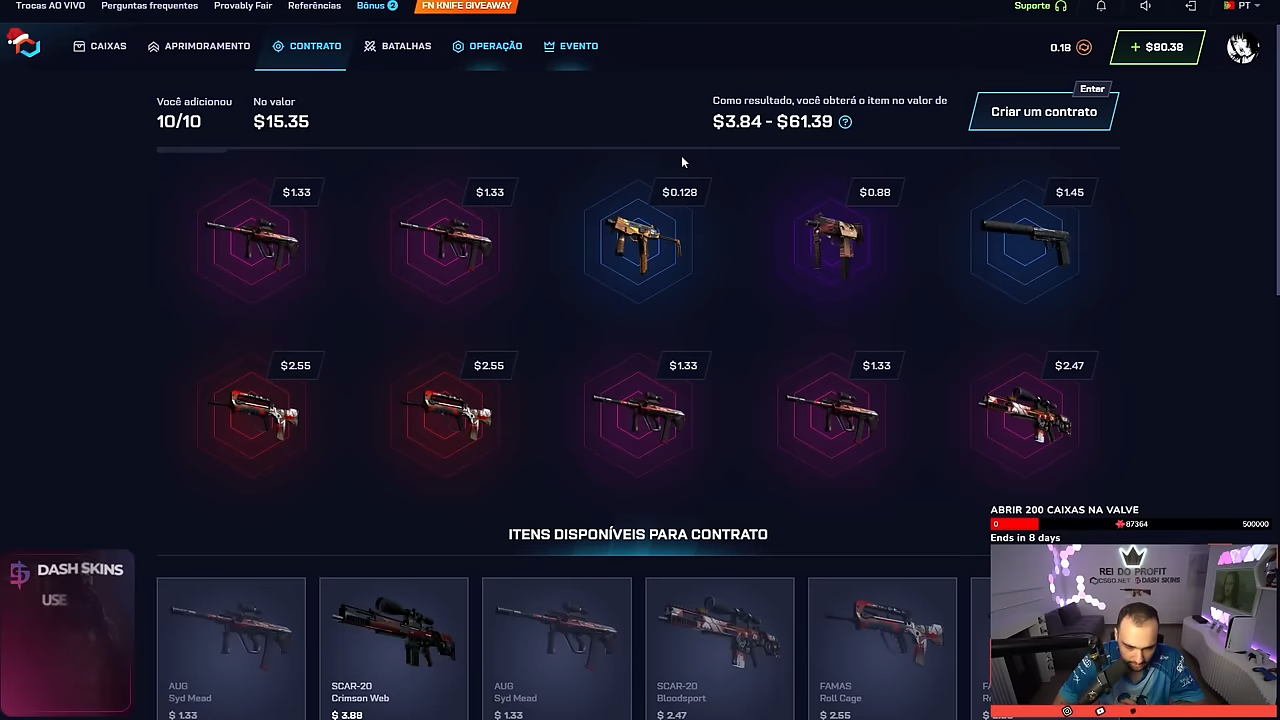 Trocas AO VIVO Perguntas frequentes Provably Fair Referências Bônus 2 FN KNIFE GIVEAWAY Suporte PT
CAIXAS APRIMORAMENTO CONTRATO BATALHAS OPERAÇÃO EVENTO 0.18 + $80.38
Você adicionou No valor Como resultado, você obterá o item no valor de Enter
10/10 $15.35 $3.84 - $61.39 ? Criar um contrato
$1.33 $1.33 $0.128 $0.88 $1.45
$2.55 $2.55 $1.33 $1.33 $2.47
ABRIR 200 CAIXAS NA VALVE
0 87364 500000
Ends in 8 days
ITENS DISPONÍVEIS PARA CONTRATO
DASH SKINS
USE
REI DO PROFIT
CSGO.NET DASH SKINS
AUG SCAR-20 AUG SCAR-20 FAMAS
Syd Mead Crimson Web Syd Mead Bloodsport Roll Cage
$ 1.33 $ 3.88 $ 1.33 $ 2.47 $ 2.55